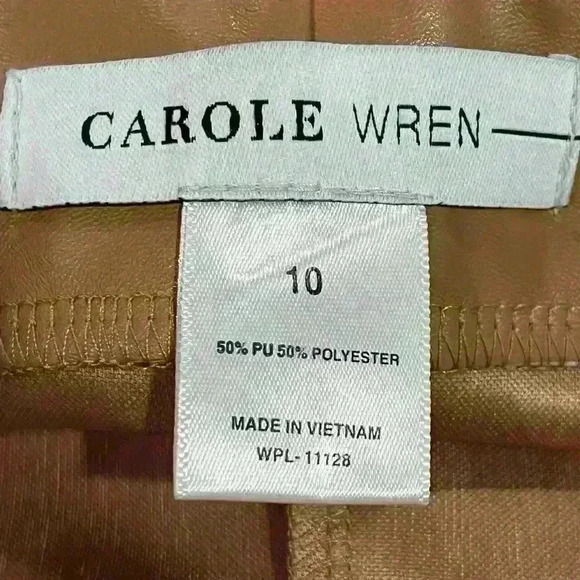 CAROLE WREN
10
50% PU 50% POLYESTER
MADE IN VIETNAM
WPL-11128